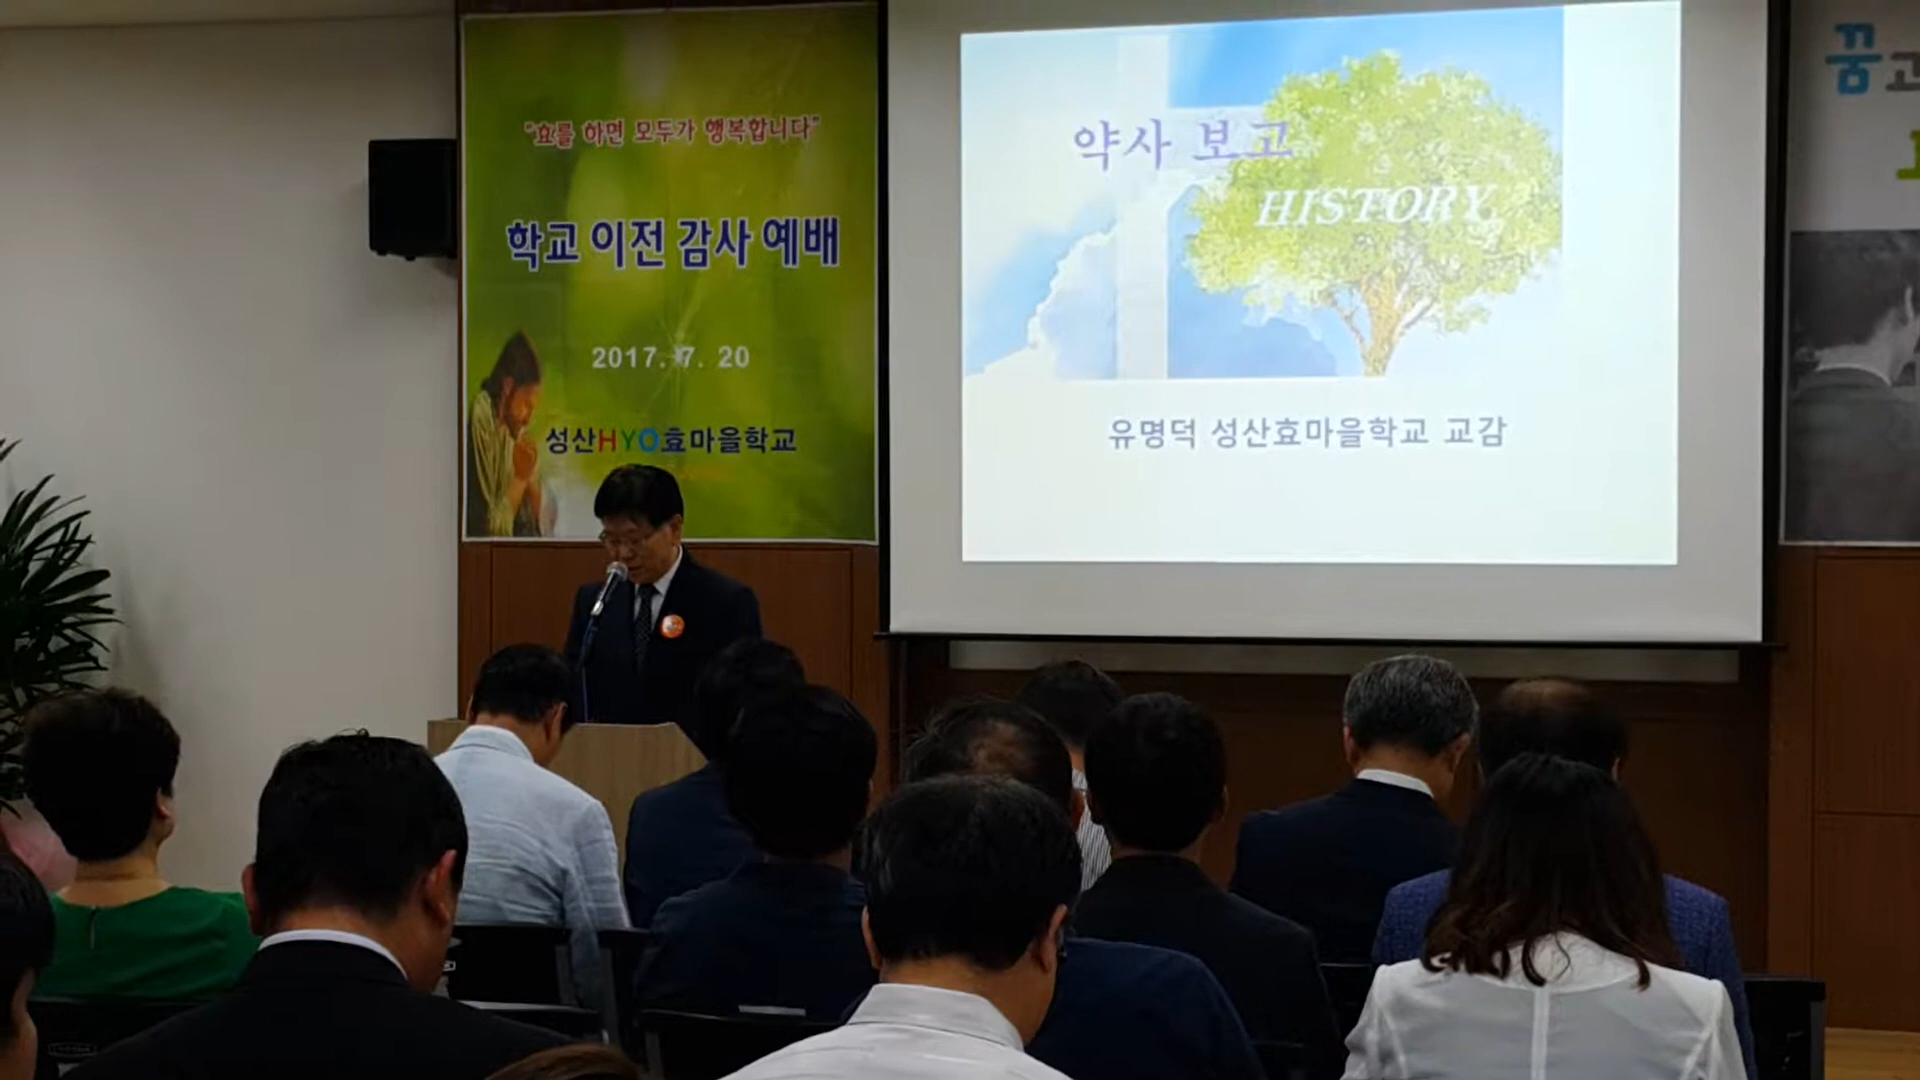 "효를 하면 모두가 행복합니다"
학교 이전 감사 예배
2017. 7. 20
성산HYO효마을학교
약사 보고
HISTORY
유명덕 성산효마을학교 교감
꿈과